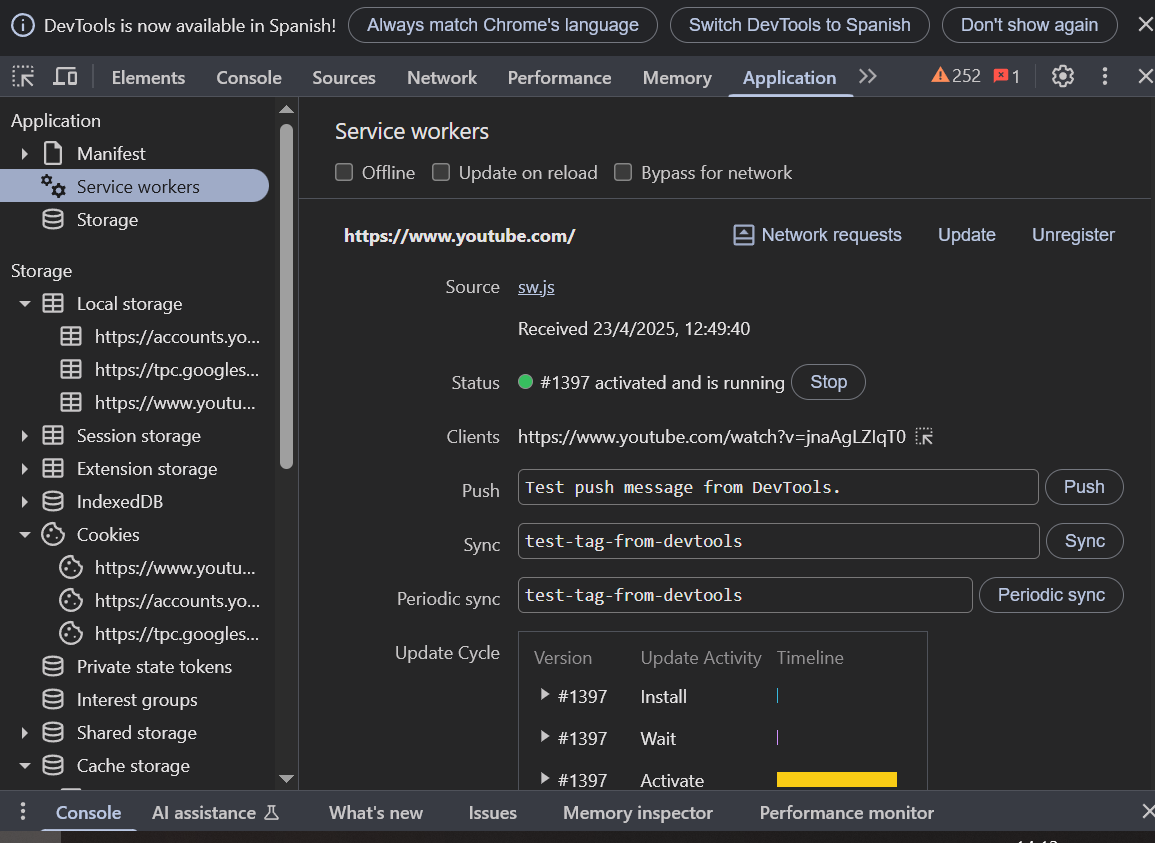 DevTools is now available in Spanish! Always match Chrome's language Switch DevTools to Spanish Don't show again
Elements Console Sources Network Performance Memory Application 252 1
Application
Manifest
Service workers
Storage
Storage
Local storage
https://accounts.yo...
https://tpc.googles...
https://www.youtu...
Session storage
Extension storage
IndexedDB
Cookies
https://www.youtu...
https://accounts.yo...
https://tpc.googles...
Private state tokens
Interest groups
Shared storage
Cache storage
Service workers
Offline Update on reload Bypass for network
https://www.youtube.com/ Network requests Update Unregister
Source sw.js
Received 23/4/2025, 12:49:40
Status #1397 activated and is running Stop
Clients https://www.youtube.com/watch?v=jnaAgLZIqT0
Push Test push message from DevTools. Push
Sync test-tag-from-devtools Sync
Periodic sync test-tag-from-devtools Periodic sync
Update Cycle Version Update Activity Timeline
#1397 Install
#1397 Wait
#1397 Activate
Console AI assistance What's new Issues Memory inspector Performance monitor